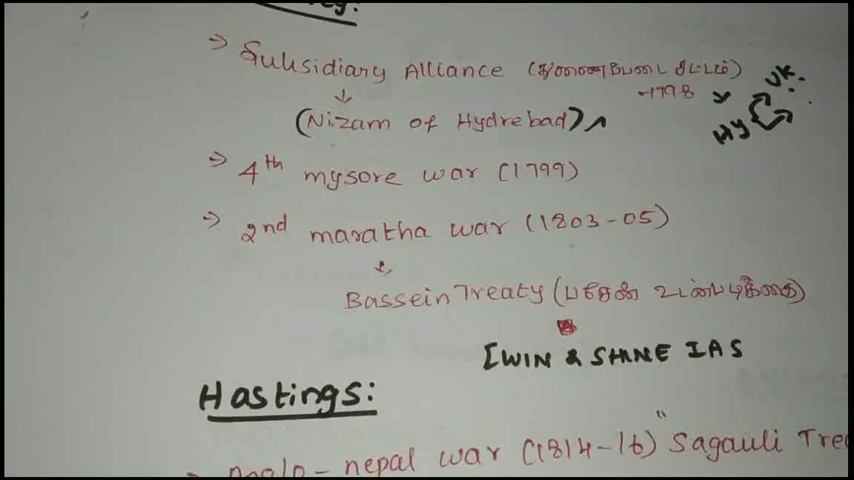 → Subsidiary Alliance (துணைப்படை திட்டம்)
-1798
UK.
Hy
(Nizam of Hydrebad)
→ 4th mysore war (1799)
→ 2nd maratha war (1803-05)
Bassein Treaty (பசீன் உடன்படிக்கை)
[WIN & SHINE IAS
Hastings:
Anglo-nepal war (1814-16) "Sagauli Trea